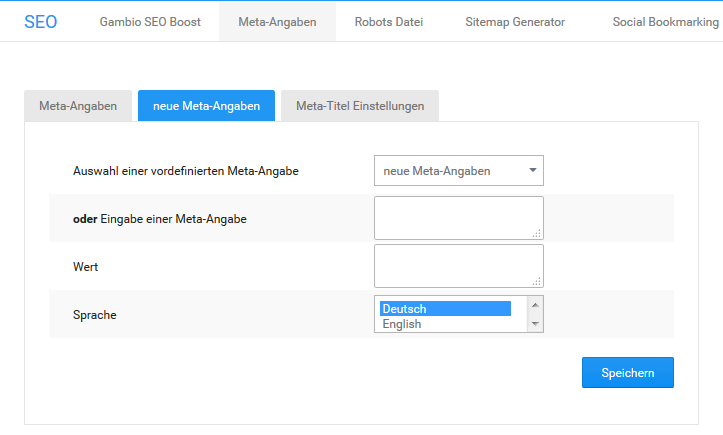 SEO Gambio SEO Boost Meta-Angaben Robots Datei Sitemap Generator Social Bookmarking
Meta-Angaben neue Meta-Angaben Meta-Titel Einstellungen
Auswahl einer vordefinierten Meta-Angabe neue Meta-Angaben
oder Eingabe einer Meta-Angabe
Wert
Sprache Deutsch
English
Speichern